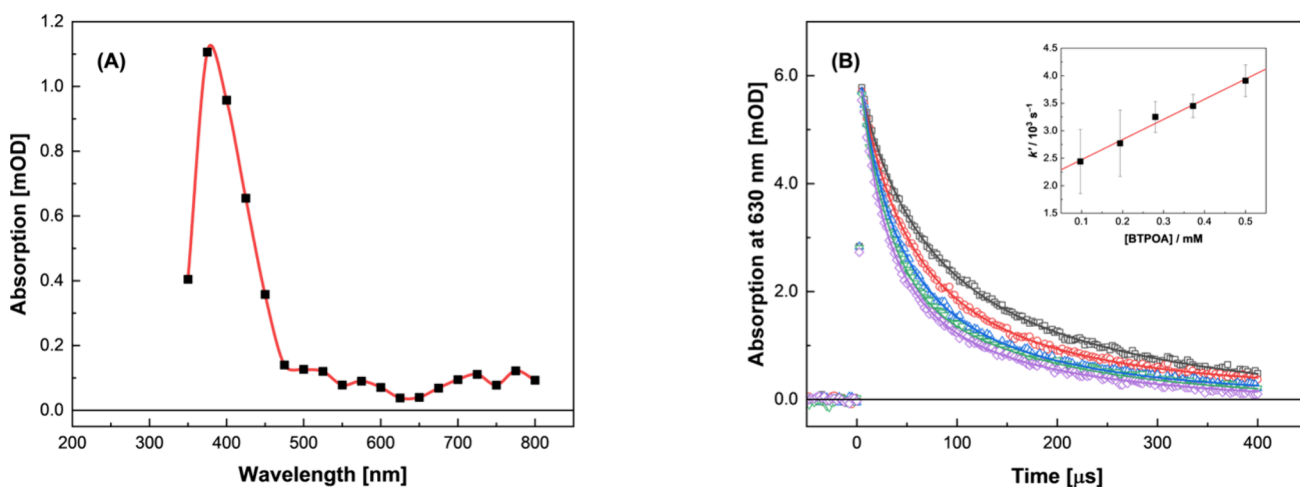 (A)
Absorption [mOD]
1.2
1.0
0.8
0.6
0.4
0.2
0.0
200 300 400 500 600 700 800
Wavelength [nm]
(B)
Absorption at 630 nm [mOD]
6.0
4.0
2.0
0.0
0 100 200 300 400
Time [μs]
k' / 10³ s⁻¹
4.5
4.0
3.5
3.0
2.5
2.0
1.5
0.1 0.2 0.3 0.4 0.5
[BTPOA] / mM